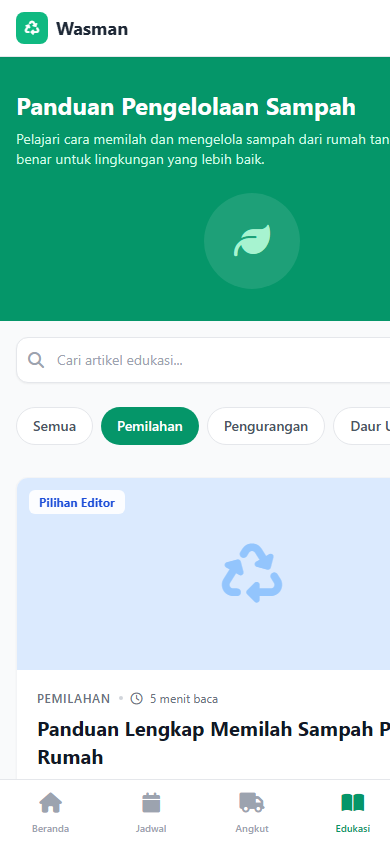 Wasman
Panduan Pengelolaan Sampah
Pelajari cara memilah dan mengelola sampah dari rumah
benar untuk lingkungan yang lebih baik.
Cari artikel edukasi...
Semua
Pemilahan
Pengurangan
Daur
Pilihan Editor
PEMILAHAN • 5 menit baca
Panduan Lengkap Memilah Sampah
Rumah
Beranda
Jadwal
Angkut
Edukasi